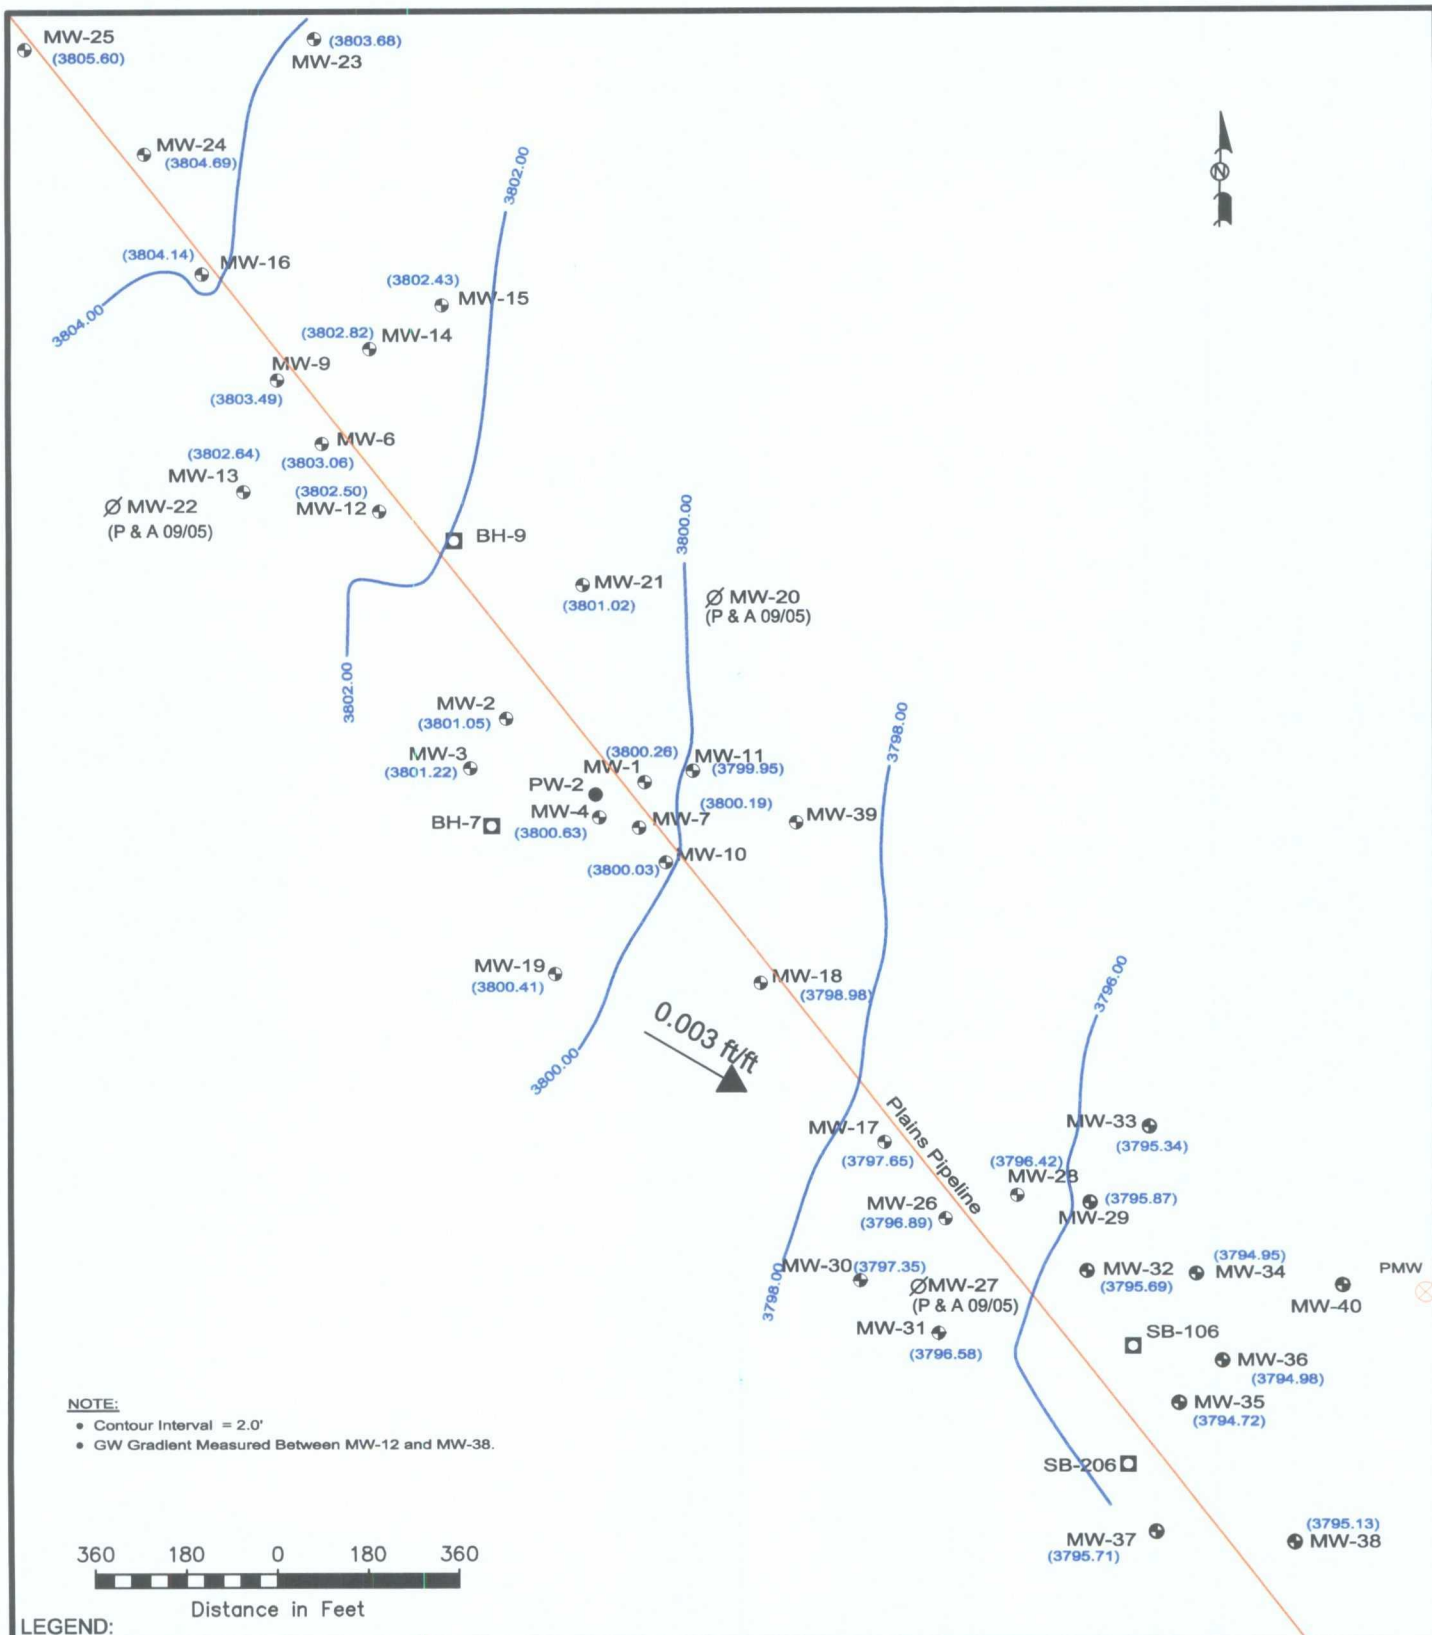 MW-25
(3805.60)
(3803.68)
MW-23
MW-24
(3804.69)
3802.00
(3804.14)
MW-16
(3802.43)
MW-15
3804.00
(3802.82)
MW-14
MW-9
(3803.49)
MW-6
(3802.64)
(3803.06)
MW-13
(3802.50)
MW-12
MW-22
(P & A 09/05)
BH-9
3800.00
MW-21
(3801.02)
MW-20
(P & A 09/05)
3802.00
MW-2
(3801.05)
3798.00
MW-3
(3801.22)
(3800.26)
MW-1
MW-11
(3799.95)
PW-2
(3800.19)
MW-4
(3800.63)
MW-7
MW-39
BH-7
MW-10
(3800.03)
MW-19
(3800.41)
MW-18
(3798.98)
3796.00
0.003 ft/ft
3800.00
Plains Pipeline
MW-17
(3797.65)
MW-33
(3795.34)
(3796.42)
MW-28
(3795.87)
MW-29
MW-26
(3796.89)
MW-30
(3797.35)
3798.00
MW-27
(P & A 09/05)
MW-32
(3795.69)
(3794.95)
MW-34
PMW
MW-40
MW-31
(3796.58)
SB-106
MW-36
(3794.98)
MW-35
(3794.72)
NOTE:
• Contour Interval = 2.0'
• GW Gradient Measured Between MW-12 and MW-38.
SB-206
MW-37
(3795.71)
(3795.13)
MW-38
360 180 0 180 360
Distance in Feet
LEGEND:
N